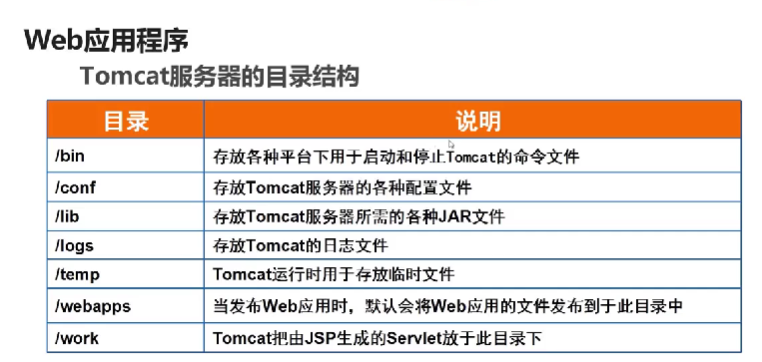 Web应用程序
Tomcat服务器的目录结构
目录 说明
/bin 存放各种平台下用于启动和停止Tomcat的命令文件
/conf 存放Tomcat服务器的各种配置文件
/lib 存放Tomcat服务器所需的各种JAR文件
/logs 存放Tomcat的日志文件
/temp Tomcat运行时用于存放临时文件
/webapps 当发布Web应用时，默认会将Web应用的文件发布到于此目录中
/work Tomcat把由JSP生成的Servlet放于此目录下